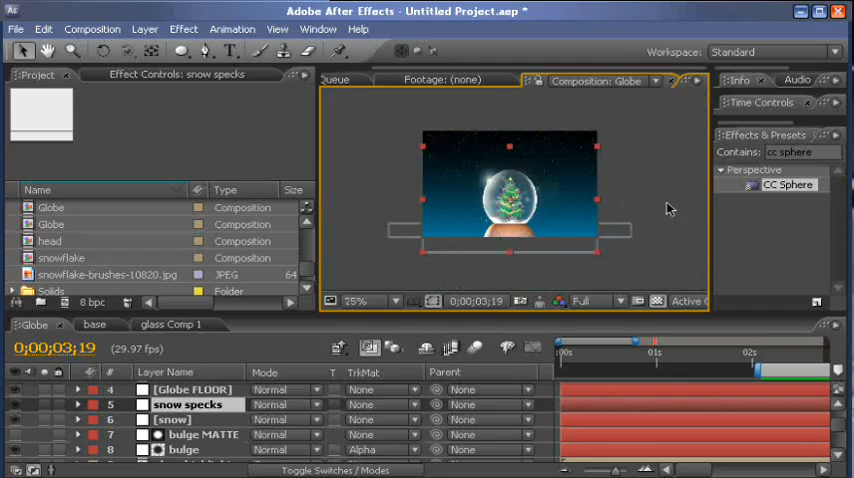 Ae Adobe After Effects - Untitled Project.aep *
File Edit Composition Layer Effect Animation View Window Help
Workspace: Standard
Project Effect Controls: snow specks
Queue Footage: (none) Composition: Globe
Info Audio
Time Controls
Effects & Presets
Contains: cc sphere
Perspective
CC Sphere
Name Type Size
Globe Composition
Globe Composition
head Composition
snowflake Composition
snowflake-brushes-10820.jpg JPEG 64
Solids Folder
8 bpc
25% 0;00;03;19 Full Active
Globe base glass Comp 1
0;00;03;19 (29.97 fps)
:00s 01s 02s
# Layer Name Mode T TrkMat Parent
4 [Globe FLOOR] Normal None None
5 snow specks Normal None None
6 [snow] Normal None None
7 bulge MATTE Normal None None
8 bulge Normal Alpha None
Toggle Switches / Modes